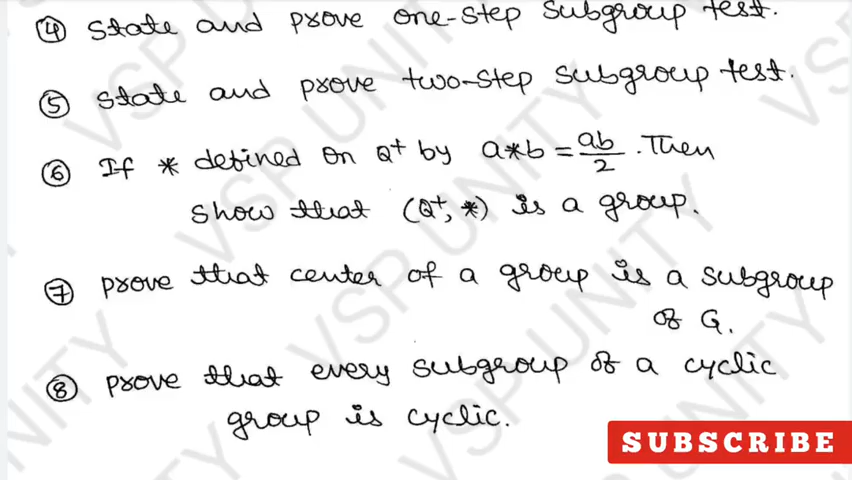 ④ State and prove one-step subgroup test.
⑤ State and prove two-step subgroup test.
⑥ If * defined on Q⁺ by a*b = ab/2. Then
show that (Q⁺, *) is a group.
⑦ prove that center of a group is a subgroup
of G.
⑧ prove that every subgroup of a cyclic
group is cyclic.
SUBSCRIBE
VSP UNITY